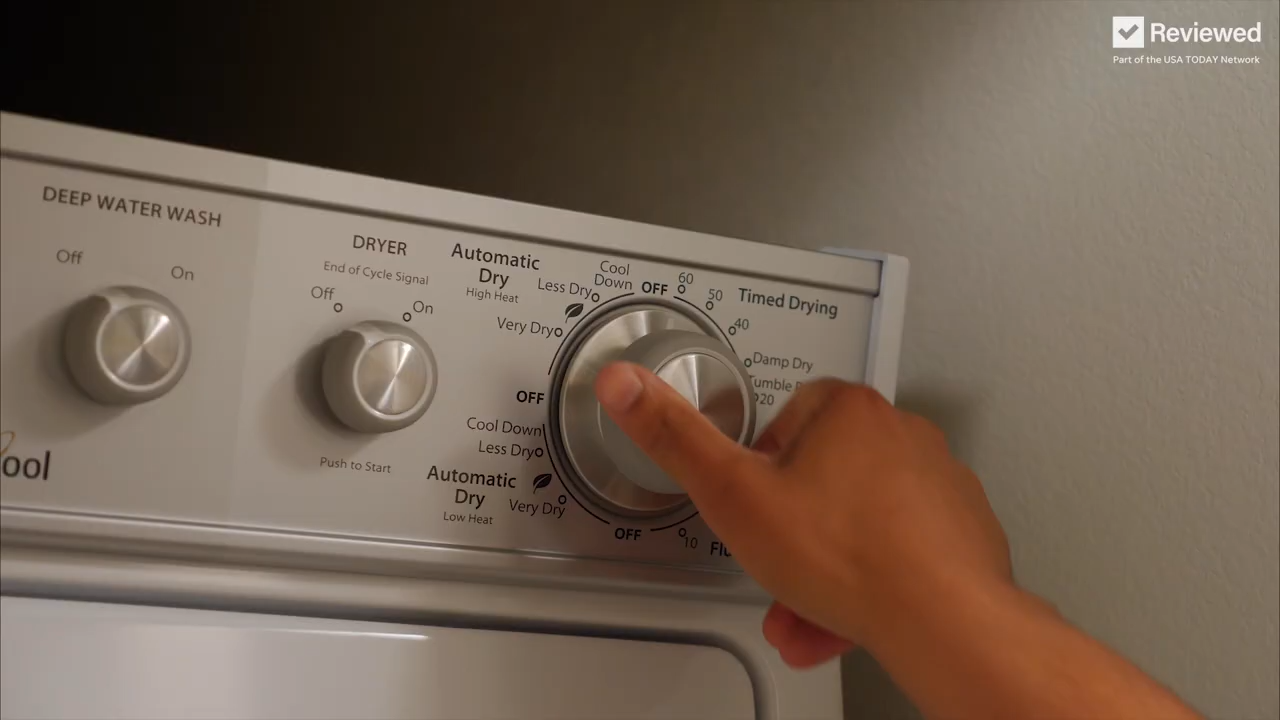 Reviewed
Part of the USA TODAY Network
DEEP WATER WASH
Off
On
ool
DRYER
End of Cycle Signal
Off
On
Push to Start
Automatic
Dry
High Heat
Very Dry
Less Dry
Cool
Down
OFF
60
50
40
Timed Drying
Damp Dry
Tumble
20
OFF
Cool Down
Less Dry
Automatic
Dry
Low Heat
Very Dry
OFF
10